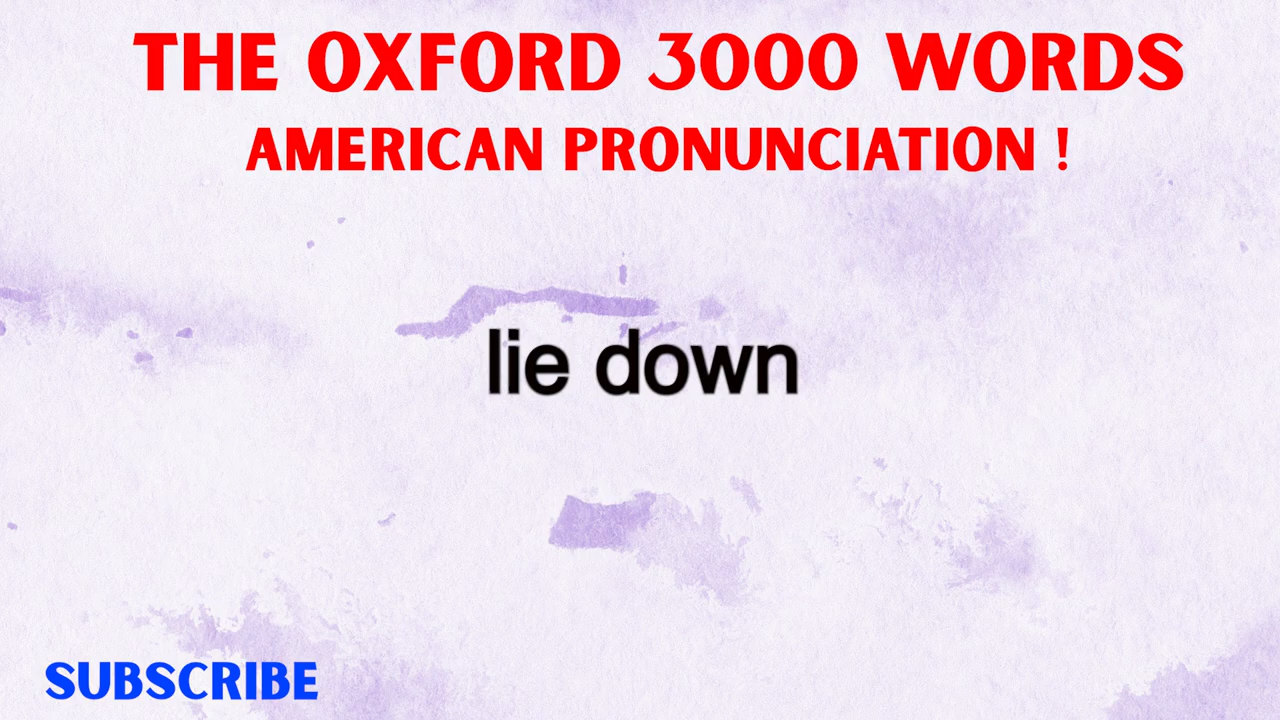 THE OXFORD 3000 WORDS
AMERICAN PRONUNCIATION !
lie down
SUBSCRIBE